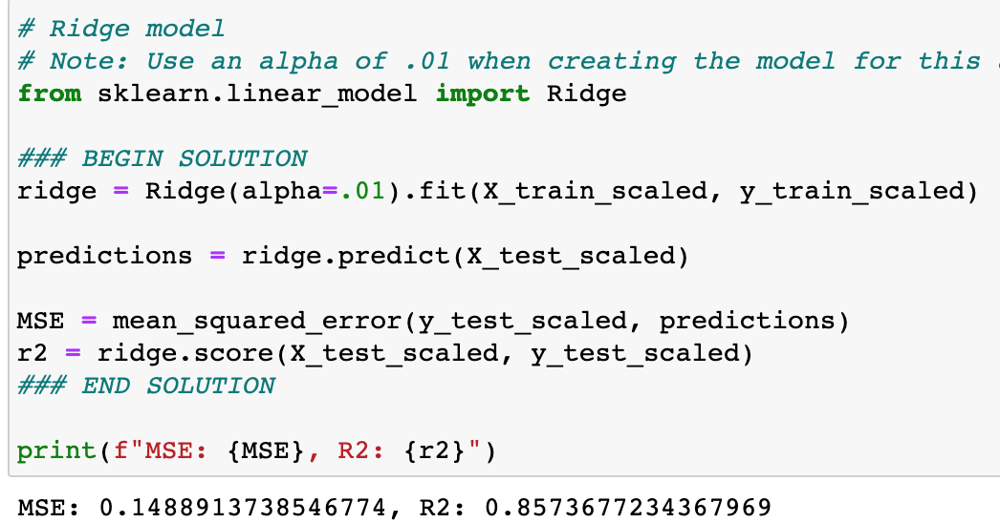 # Ridge model
# Note: Use an alpha of .01 when creating the model for this
from sklearn.linear_model import Ridge
### BEGIN SOLUTION
ridge = Ridge(alpha=.01).fit(X_train_scaled, y_train_scaled)
predictions = ridge.predict(X_test_scaled)
MSE = mean_squared_error(y_test_scaled, predictions)
r2 = ridge.score(X_test_scaled, y_test_scaled)
### END SOLUTION
print(f"MSE: {MSE}, R2: {r2}")
MSE: 0.1488913738546774, R2: 0.8573677234367969